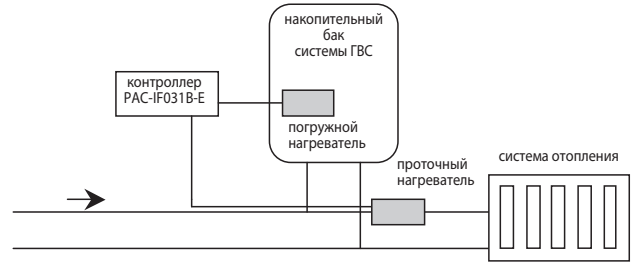 накопительный
бак
системы ГВС
контроллер
PAC-IF031B-E
погружной
нагреватель
проточный
нагреватель
система отопления